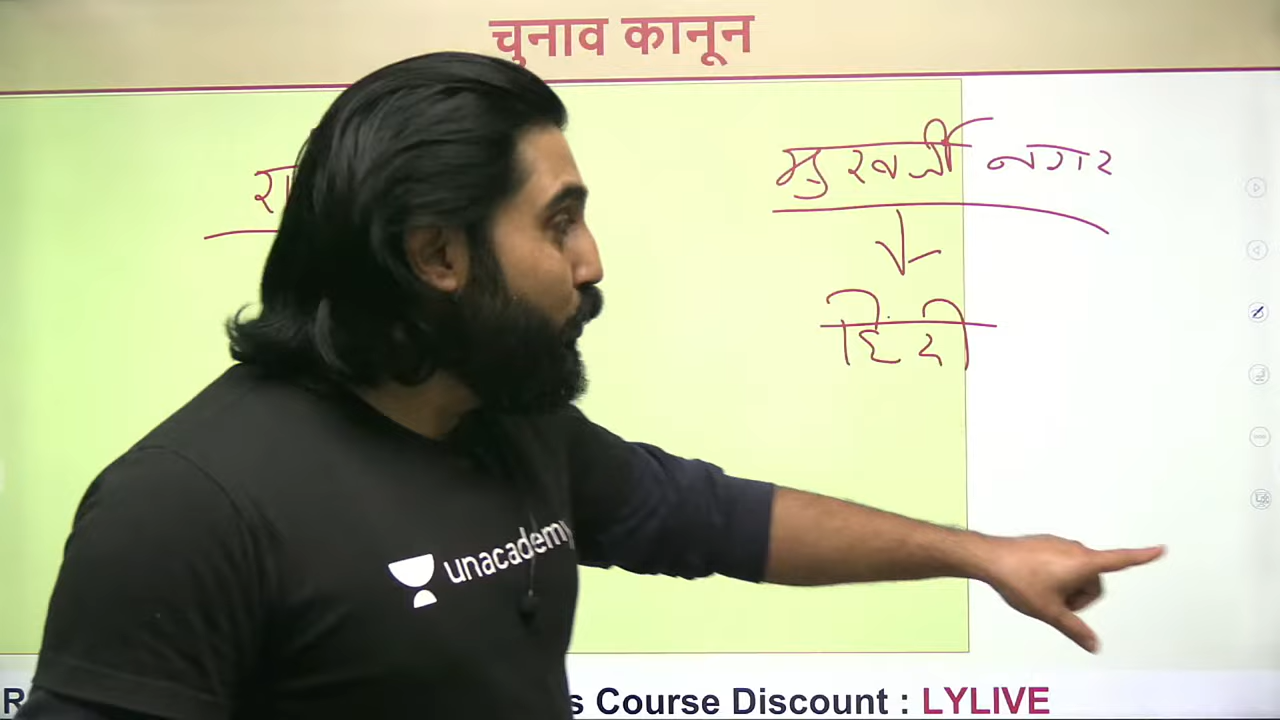 चुनाव कानून
रा
मुखर्जी नगर
हिंदी
unacademy
s Course Discount : LYLIVE